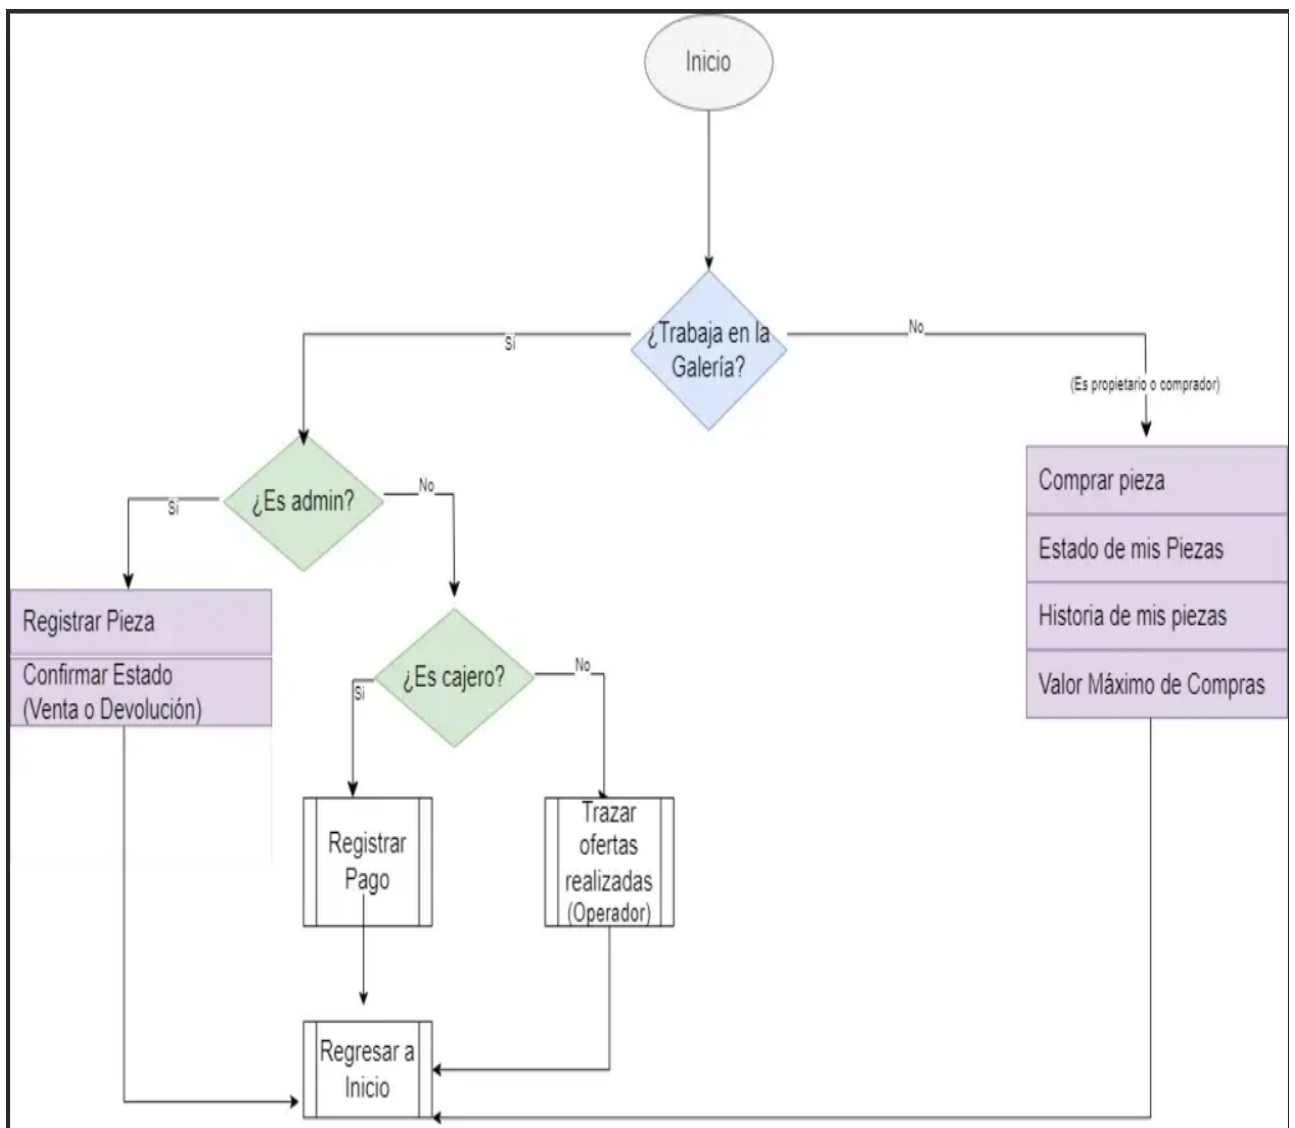 Inicio
¿Trabaja en la
Galería?
Sí
No
(Es propietario o comprador)
¿Es admin?
Sí
No
Comprar pieza
Estado de mis Piezas
Historia de mis piezas
Valor Máximo de Compras
Registrar Pieza
Confirmar Estado
(Venta o Devolución)
¿Es cajero?
Sí
No
Registrar
Pago
Trazar
ofertas
realizadas
(Operador)
Regresar a
Inicio